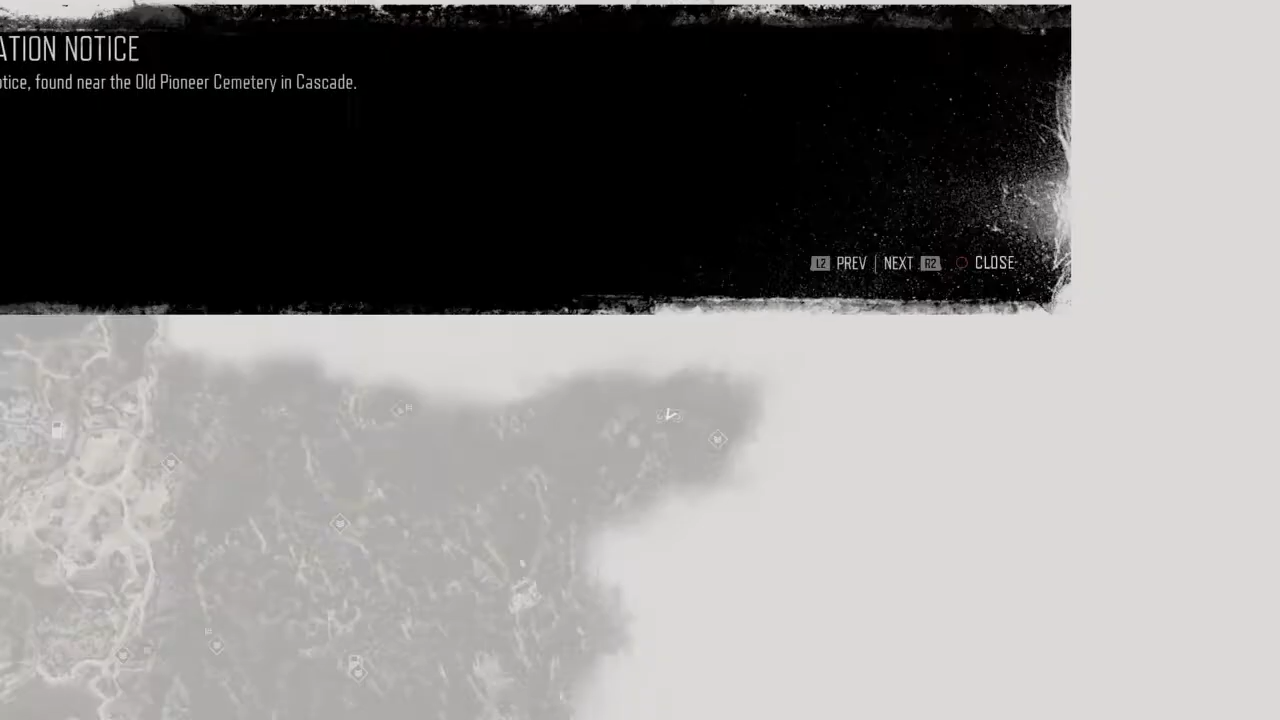 ATION NOTICE
otice, found near the Old Pioneer Cemetery in Cascade.
L2 PREV | NEXT R2 CLOSE